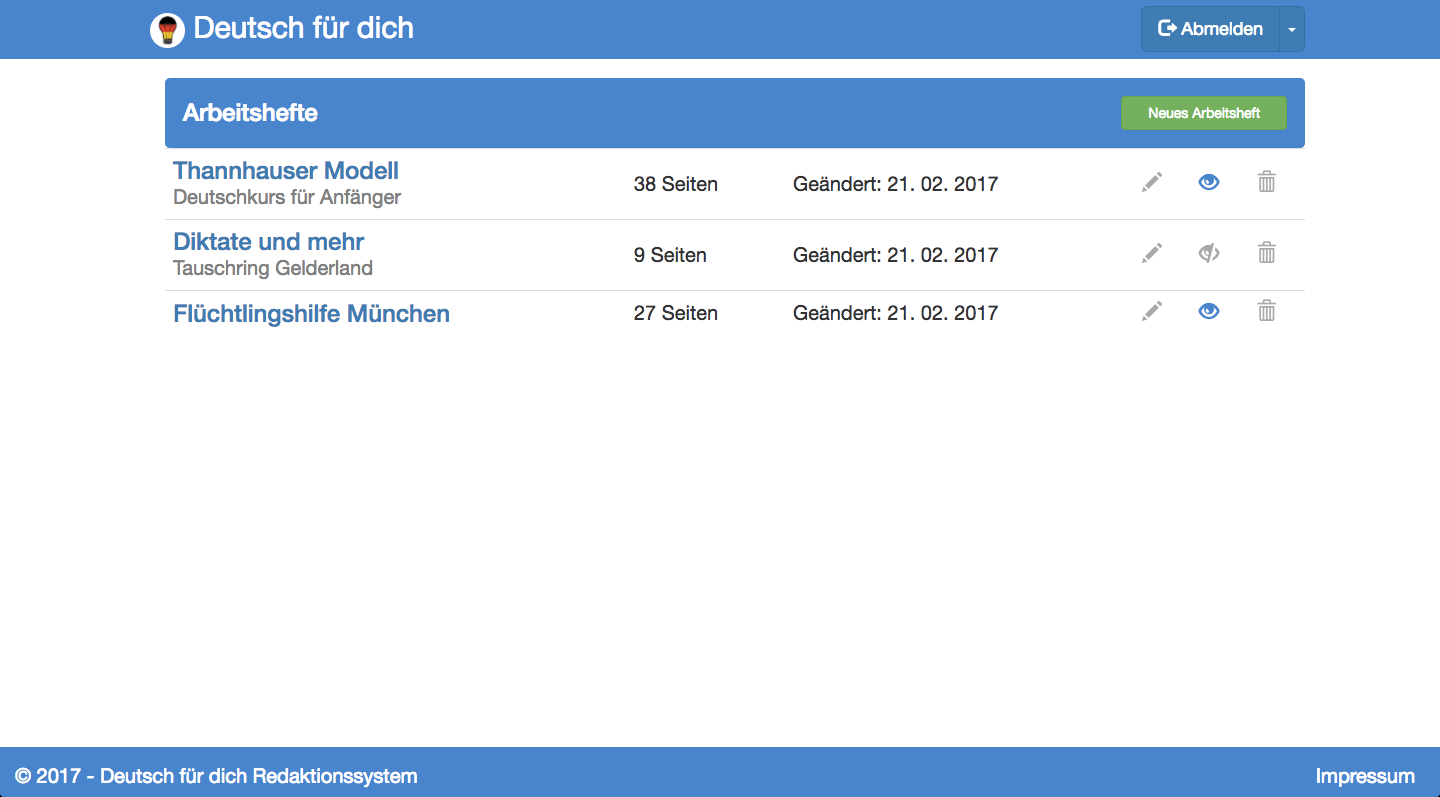 Deutsch für dich
Abmelden
Arbeitshefte
Neues Arbeitsheft
Thannhauser Modell
Deutschkurs für Anfänger
38 Seiten
Geändert: 21. 02. 2017
Diktate und mehr
Tauschring Gelderland
9 Seiten
Geändert: 21. 02. 2017
Flüchtlingshilfe München
27 Seiten
Geändert: 21. 02. 2017
© 2017 - Deutsch für dich Redaktionssystem
Impressum